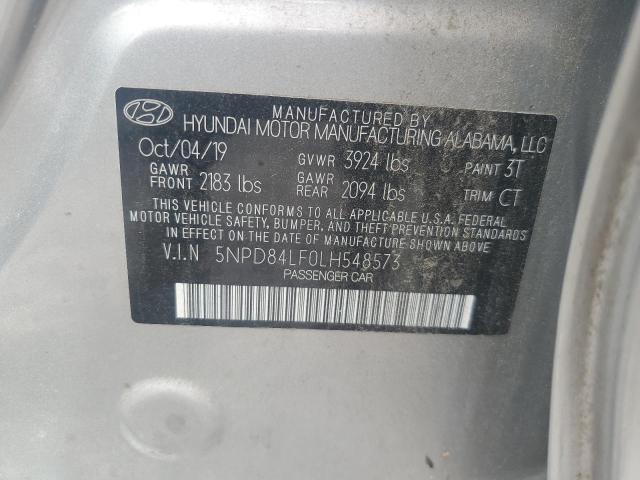 MANUFACTURED BY
HYUNDAI MOTOR MANUFACTURING ALABAMA, LLC
Oct/04/19 GVWR 3924 lbs PAINT 3T
GAWR FRONT 2183 lbs GAWR REAR 2094 lbs TRIM CT
THIS VEHICLE CONFORMS TO ALL APPLICABLE U.S.A. FEDERAL
MOTOR VEHICLE SAFETY, BUMPER, AND THEFT PREVENTION STANDARDS
IN EFFECT ON THE DATE OF MANUFACTURE SHOWN ABOVE
V.I.N 5NPD84LF0LH548573
PASSENGER CAR